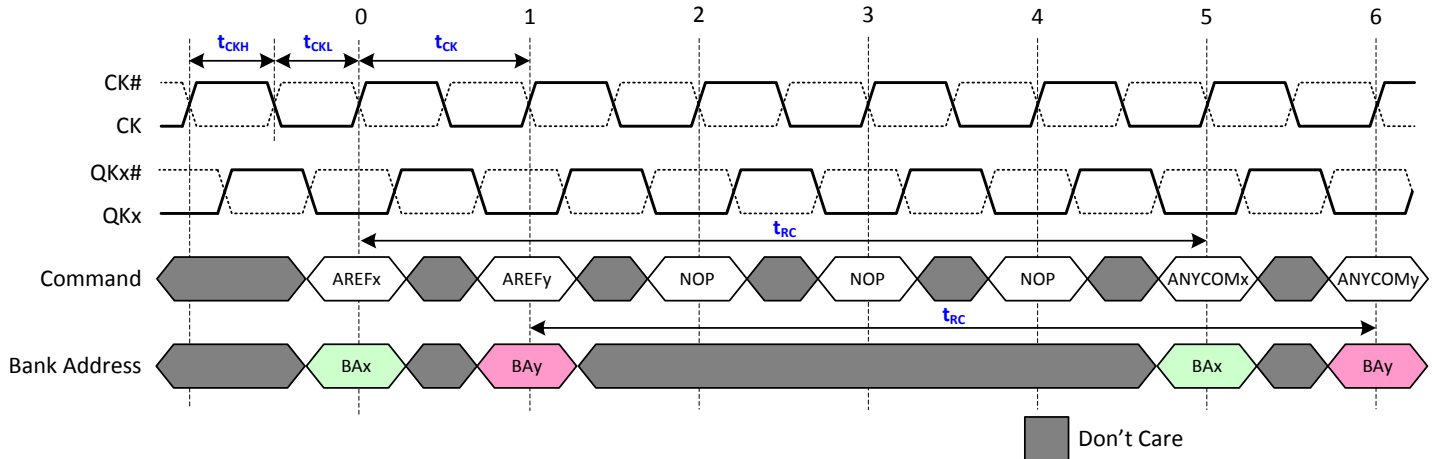 0 1 2 3 4 5 6
tCKH tCKL tCK
CK#
CK
QKx#
QKx
tRC
Command AREFx AREFy NOP NOP NOP ANYCOMx ANYCOMy
tRC
Bank Address BAx BAy BAx BAy
Don't Care